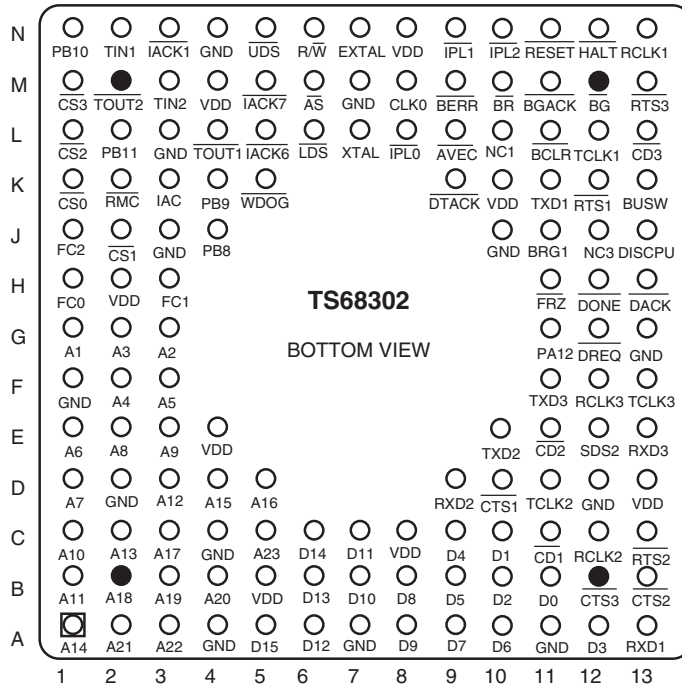 N
PB10 TIN1 IACK1 GND UDS R/W EXTAL VDD IPL1 IPL2 RESET HALT RCLK1
M
CS3 TOUT2 TIN2 VDD IACK7 AS GND CLK0 BERR BR BGACK BG RTS3
L
CS2 PB11 GND TOUT1 IACK6 LDS XTAL IPL0 AVEC NC1 BCLR TCLK1 CD3
K
CS0 RMC IAC PB9 WDOG DTACK VDD TXD1 RTS1 BUSW
J
FC2 CS1 GND PB8 GND BRG1 NC3 DISCPU
H
FC0 VDD FC1 TS68302 FRZ DONE DACK
G
A1 A3 A2 BOTTOM VIEW PA12 DREQ GND
F
GND A4 A5 TXD3 RCLK3 TCLK3
E
A6 A8 A9 VDD TXD2 CD2 SDS2 RXD3
D
A7 GND A12 A15 A16 RXD2 CTS1 TCLK2 GND VDD
C
A10 A13 A17 GND A23 D14 D11 VDD D4 D1 CD1 RCLK2 RTS2
B
A11 A18 A19 A20 VDD D13 D10 D8 D5 D2 D0 CTS3 CTS2
A
A14 A21 A22 GND D15 D12 GND D9 D7 D6 GND D3 RXD1
1 2 3 4 5 6 7 8 9 10 11 12 13